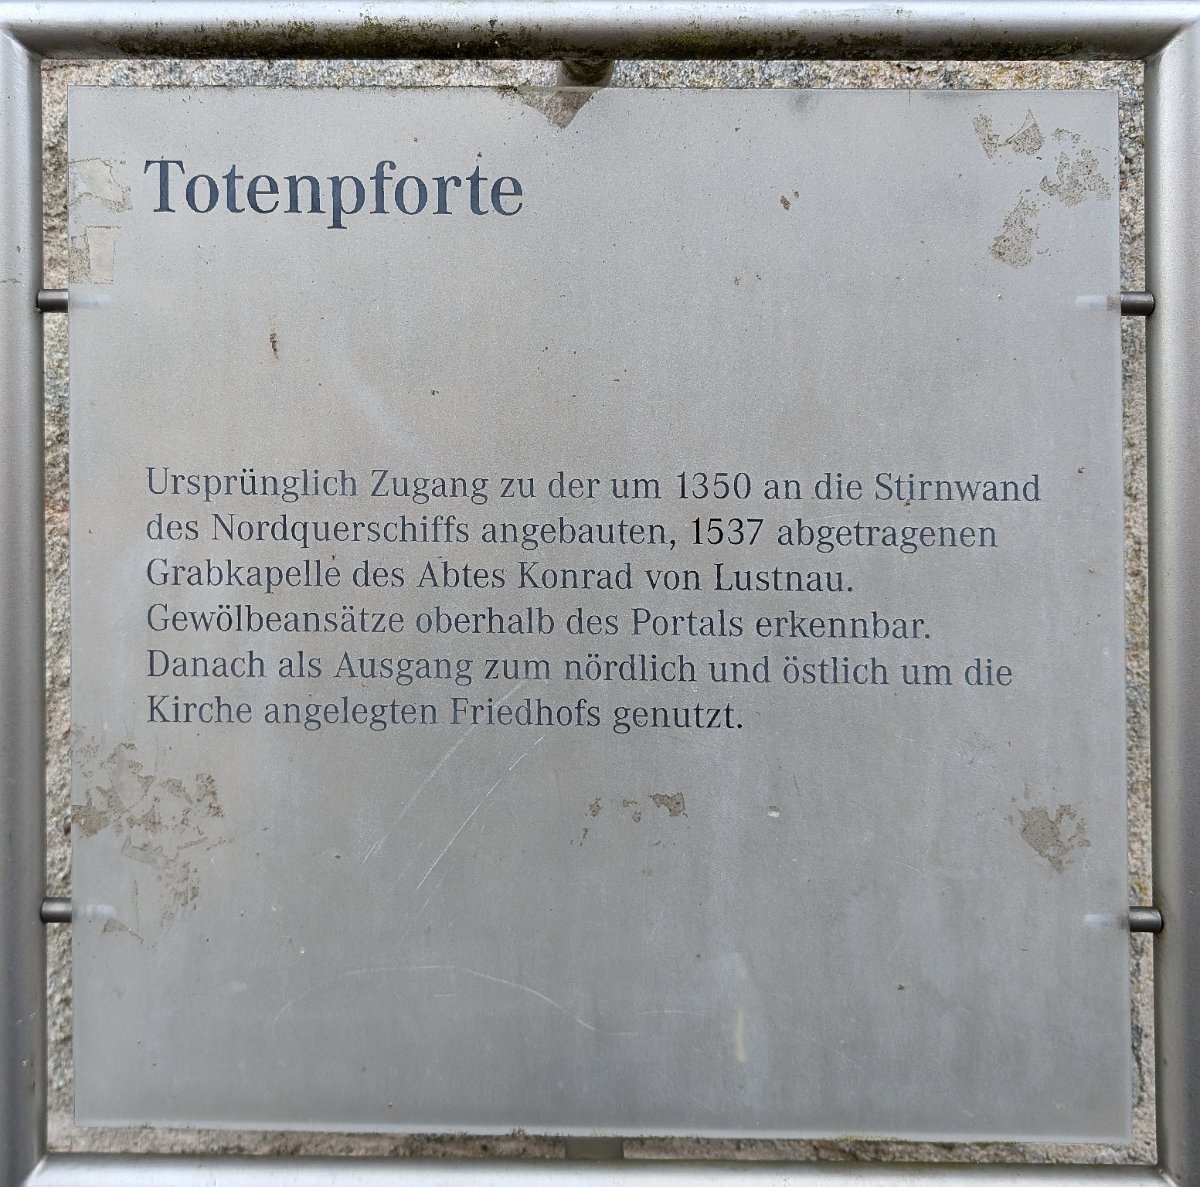 Totenpforte
Ursprünglich Zugang zu der um 1350 an die Stirnwand
des Nordquerschiffs angebauten, 1537 abgetragenen
Grabkapelle des Abtes Konrad von Lustnau.
Gewölbeansätze oberhalb des Portals erkennbar.
Danach als Ausgang zum nördlich und östlich um die
Kirche angelegten Friedhofs genutzt.